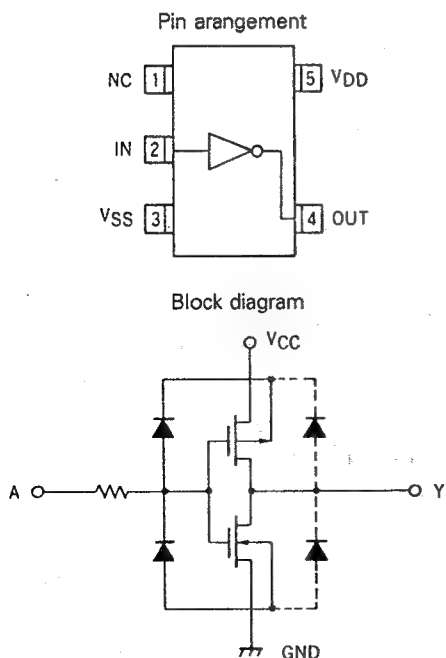 Pin arangement
NC 1
5 VDD
IN 2
VSS 3
4 OUT
Block diagram
VCC
A
Y
GND